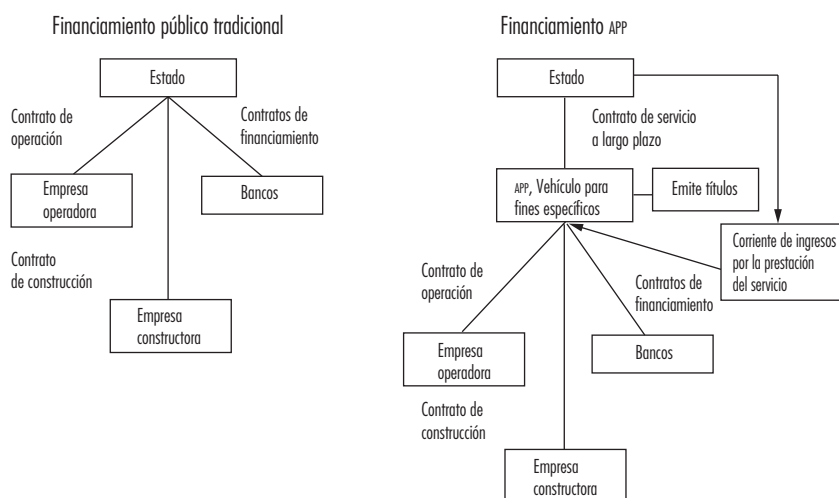 Financiamiento público tradicional
Estado
Contrato de
operación
Contratos de
financiamiento
Empresa
operadora
Bancos
Contrato
de construcción
Empresa
constructora
Financiamiento APP
Estado
Contrato de servicio
a largo plazo
APP, Vehículo para
fines específicos
Emite títulos
Corriente de ingresos
por la prestación
del servicio
Contrato de
operación
Contratos de
financiamiento
Empresa
operadora
Bancos
Contrato de
construcción
Empresa
constructora